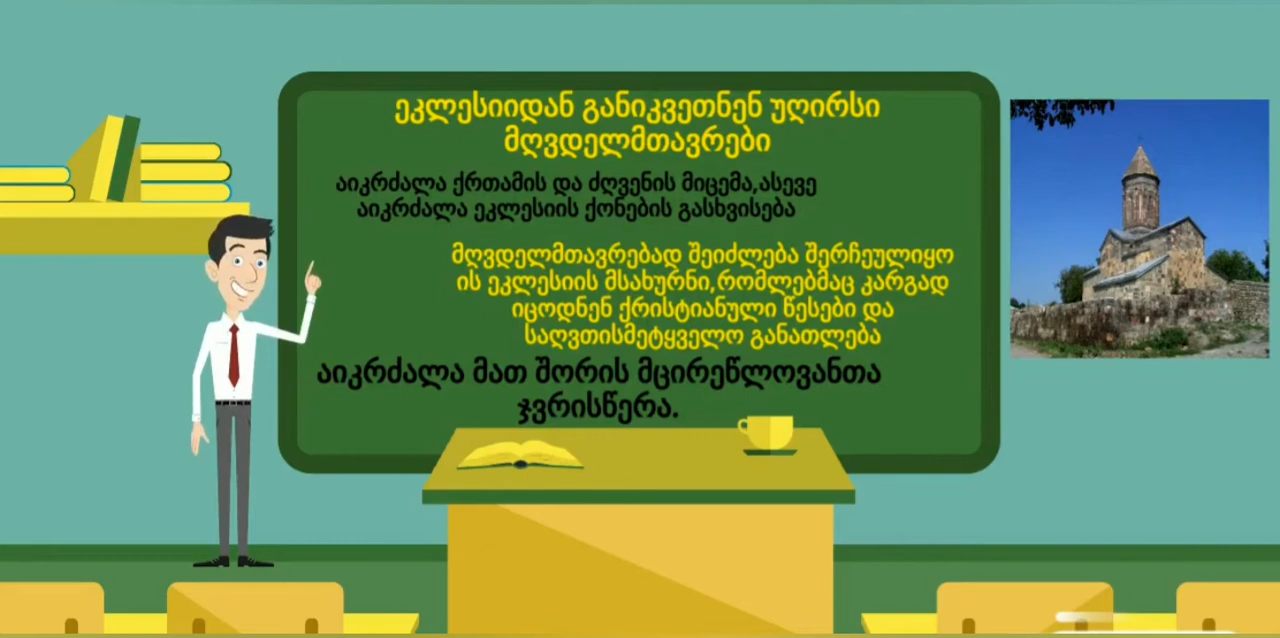 ეკლესიიდან განიკვეთნენ უღირსი
მღვდელმთავრები
აიკრძალა ქრთამის და ძღვენის მიცემა,ასევე
აიკრძალა ეკლესიის ქონების გასხვისება
მღვდელმთავრებად შეიძლება შერჩეულიყო
ის ეკლესიის მსახურნი,რომლებმაც კარგად
იცოდნენ ქრისტიანული წესები და
საღვთისმეტყველო განათლება
აიკრძალა მათ შორის მცირეწლოვანთა
ჯვრისწერა.